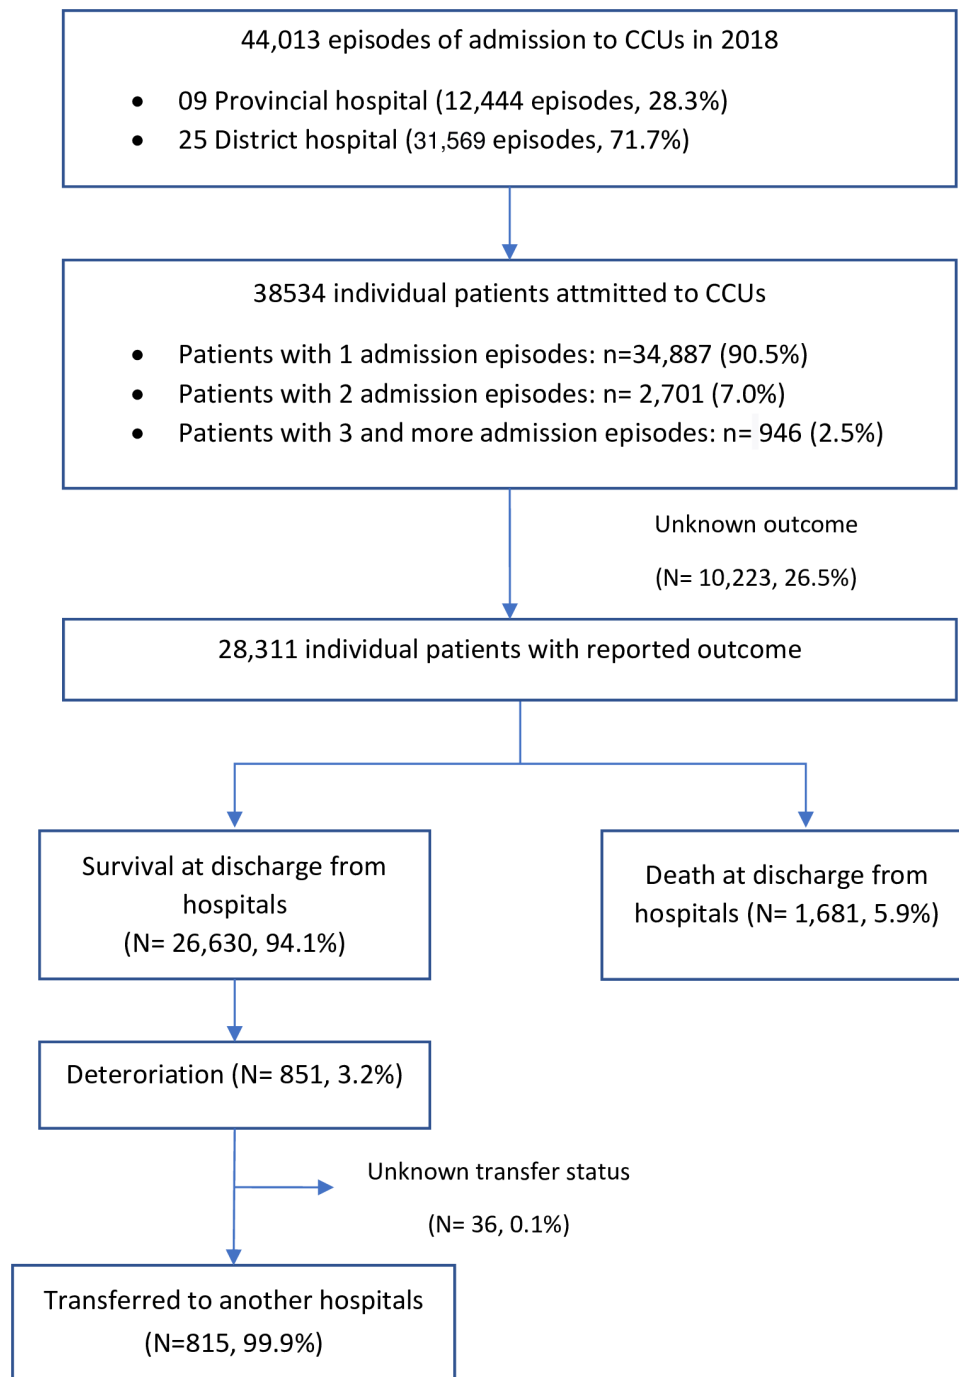 44,013 episodes of admission to CCUs in 2018
• 09 Provincial hospital (12,444 episodes, 28.3%)
• 25 District hospital (31,569 episodes, 71.7%)
38534 individual patients attmitted to CCUs
• Patients with 1 admission episodes: n=34,887 (90.5%)
• Patients with 2 admission episodes: n= 2,701 (7.0%)
• Patients with 3 and more admission episodes: n= 946 (2.5%)
Unknown outcome
(N= 10,223, 26.5%)
28,311 individual patients with reported outcome
Survival at discharge from
hospitals
(N= 26,630, 94.1%)
Death at discharge from
hospitals (N= 1,681, 5.9%)
Deteroriation (N= 851, 3.2%)
Unknown transfer status
(N= 36, 0.1%)
Transferred to another hospitals
(N=815, 99.9%)